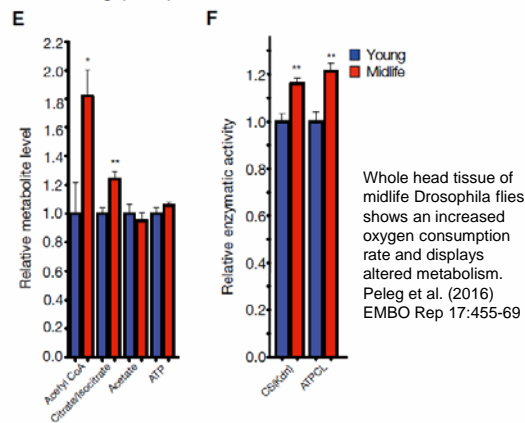 E
F
Young
Midlife
*
**
**
**
Relative metabolite level
2.2
2.0
1.8
1.6
1.4
1.2
1.0
0.8
0.6
0.4
0.2
0.0
Acetyl CoA
Citrate/Isocitrate
Acetate
ATP
Relative enzymatic activity
1.2
1.0
0.8
0.6
0.4
0.2
0.0
CS(Kdn)
ATPCL
Whole head tissue of
midlife Drosophila flies
shows an increased
oxygen consumption
rate and displays
altered metabolism.
Peleg et al. (2016)
EMBO Rep 17:455-69